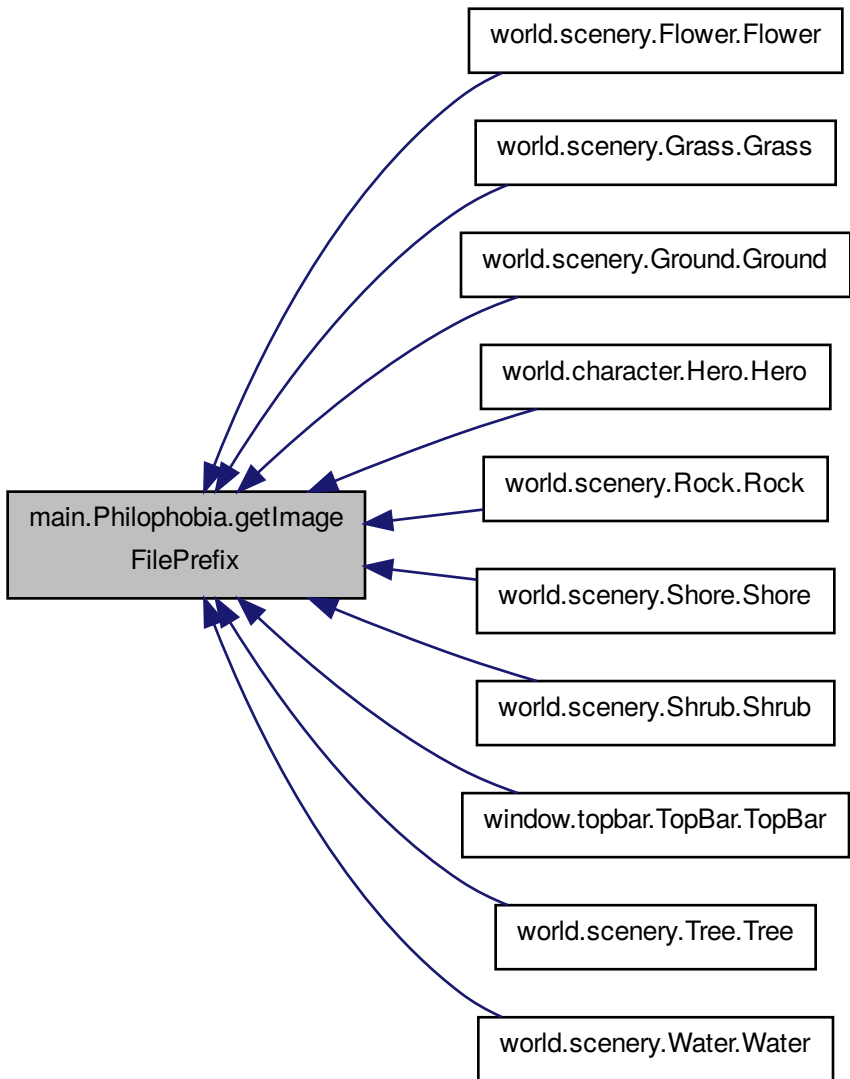 world.scenery.Flower.Flower
world.scenery.Grass.Grass
world.scenery.Ground.Ground
world.character.Hero.Hero
world.scenery.Rock.Rock
main.Philophobia.getImage
FilePrefix
world.scenery.Shore.Shore
world.scenery.Shrub.Shrub
window.topbar.TopBar.TopBar
world.scenery.Tree.Tree
world.scenery.Water.Water